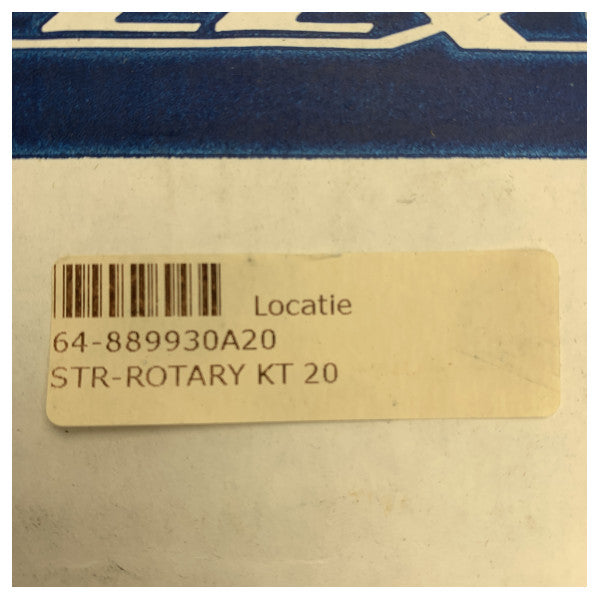 Locatie
64-889930A20
STR-ROTARY KT 20